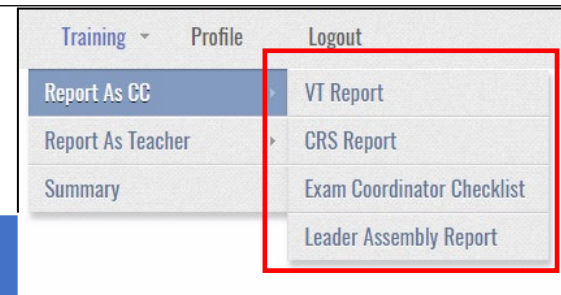 Training Profile Logout
Report As CC
Report As Teacher
Summary
VT Report
CRS Report
Exam Coordinator Checklist
Leader Assembly Report